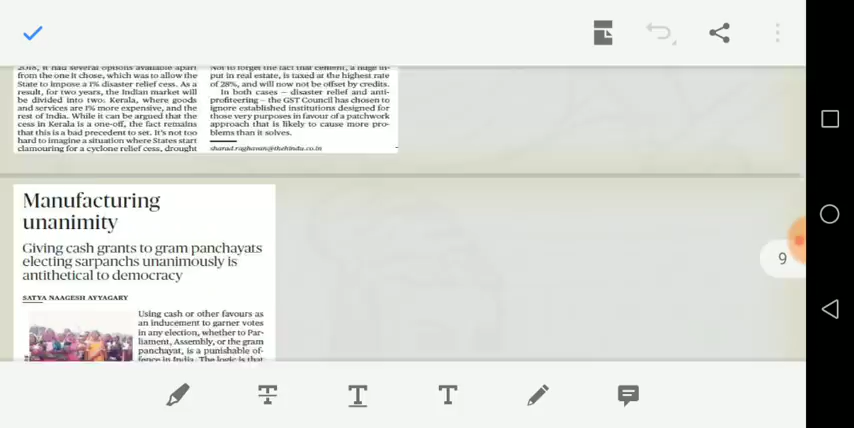 2018, it had several options available apart
from the one it chose, which was to allow the
State to impose a 1% disaster relief cess. As a
result, for two years, the Indian market will
be divided into two: Kerala, where goods
and services are 1% more expensive, and the
rest of India. While it can be argued that the
cess in Kerala is a one-off, the fact remains
that this is a bad precedent to set. It's not too
hard to imagine a situation where States start
clamouring for a cyclone relief cess, drought
Not to forget the fact that cement, a huge in-
put in real estate, is taxed at the highest rate
of 28%, and will now not be offset by credits.
In both cases – disaster relief and anti-
profiteering – the GST Council has chosen to
ignore established institutions designed for
those very purposes in favour of a patchwork
approach that is likely to cause more pro-
blems than it solves.
sharad.raghavan@thehindu.co.in
Manufacturing
unanimity
Giving cash grants to gram panchayats
electing sarpanchs unanimously is
antithetical to democracy
SATYA NAAGESH AYYAGARY
Using cash or other favours as
an inducement to garner votes
in any election, whether to Par-
liament, Assembly, or the gram
panchayat, is a punishable of-
fence in India. The logic is that
9
T
T
T